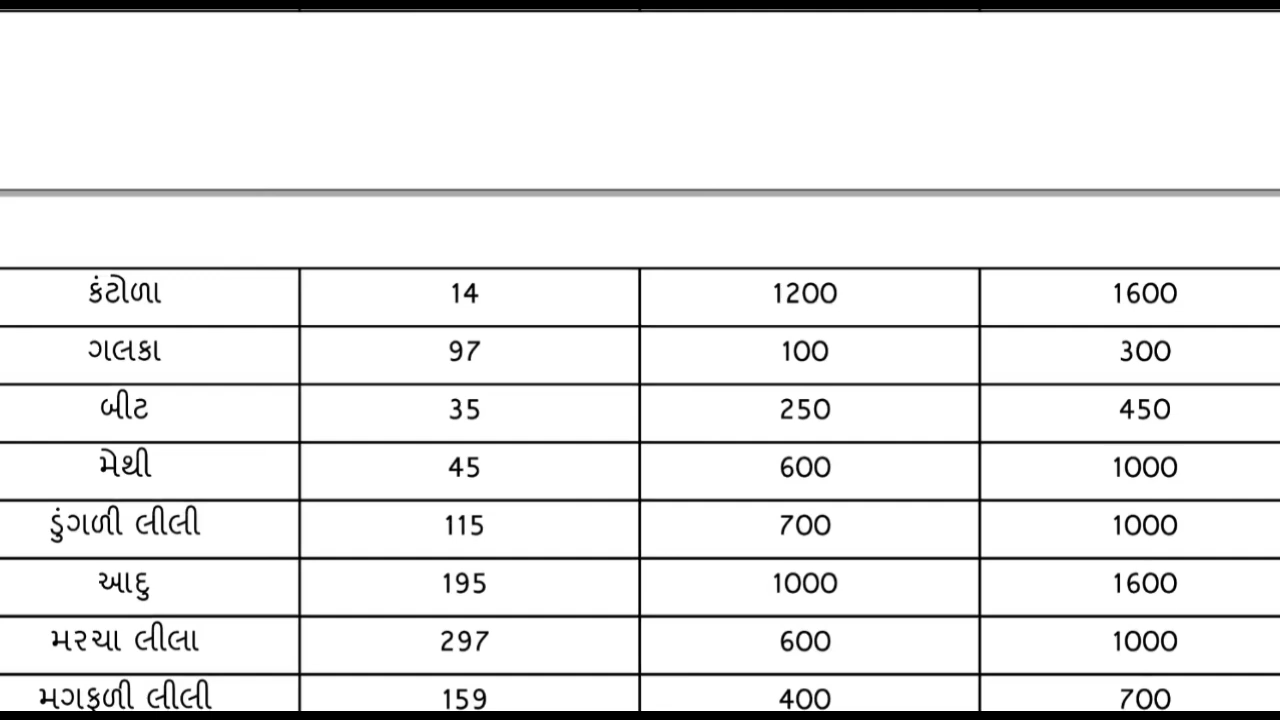 કંટોળા 14 1200 1600
ગલકા 97 100 300
બીટ 35 250 450
મેથી 45 600 1000
ડુંગળી લીલી 115 700 1000
આદુ 195 1000 1600
મરચા લીલા 297 600 1000
મગફળી લીલી 159 400 700